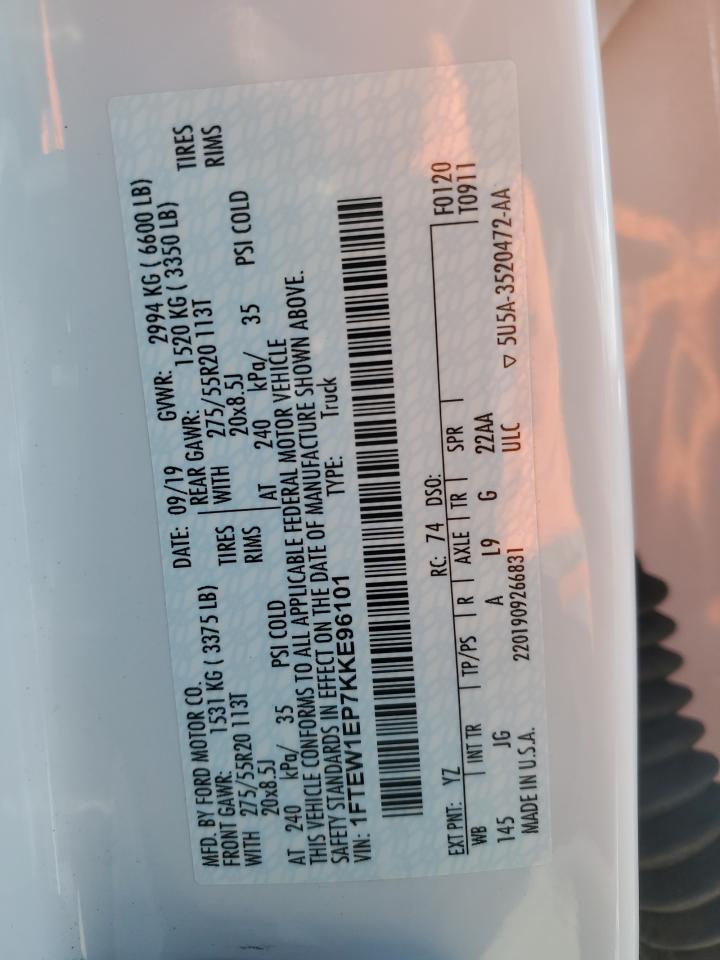 MFD. BY FORD MOTOR CO.
DATE: 09/19 GVWR: 2994 KG ( 6600 LB)
FRONT GAWR: 1531 KG ( 3375 LB) REAR GAWR: 1520 KG ( 3350 LB)
WITH 275/55R20 113T TIRES WITH 275/55R20 113T TIRES
20x8.5J RIMS 20x8.5J RIMS
AT 240 kPa/ 35 PSI COLD AT 240 kPa/ 35 PSI COLD
THIS VEHICLE CONFORMS TO ALL APPLICABLE FEDERAL MOTOR VEHICLE
SAFETY STANDARDS IN EFFECT ON THE DATE OF MANUFACTURE SHOWN ABOVE.
VIN: 1FTEW1EP7KKE96101 TYPE: Truck
F0120
EXT PNT: YZ RC: 74 DSO: T0911
WB INT TR TP/PS R AXLE TR SPR
145 JG A L9 G 22AA
MADE IN U.S.A. 2201909266831 ULC ▽ 5U5A-3520472-AA